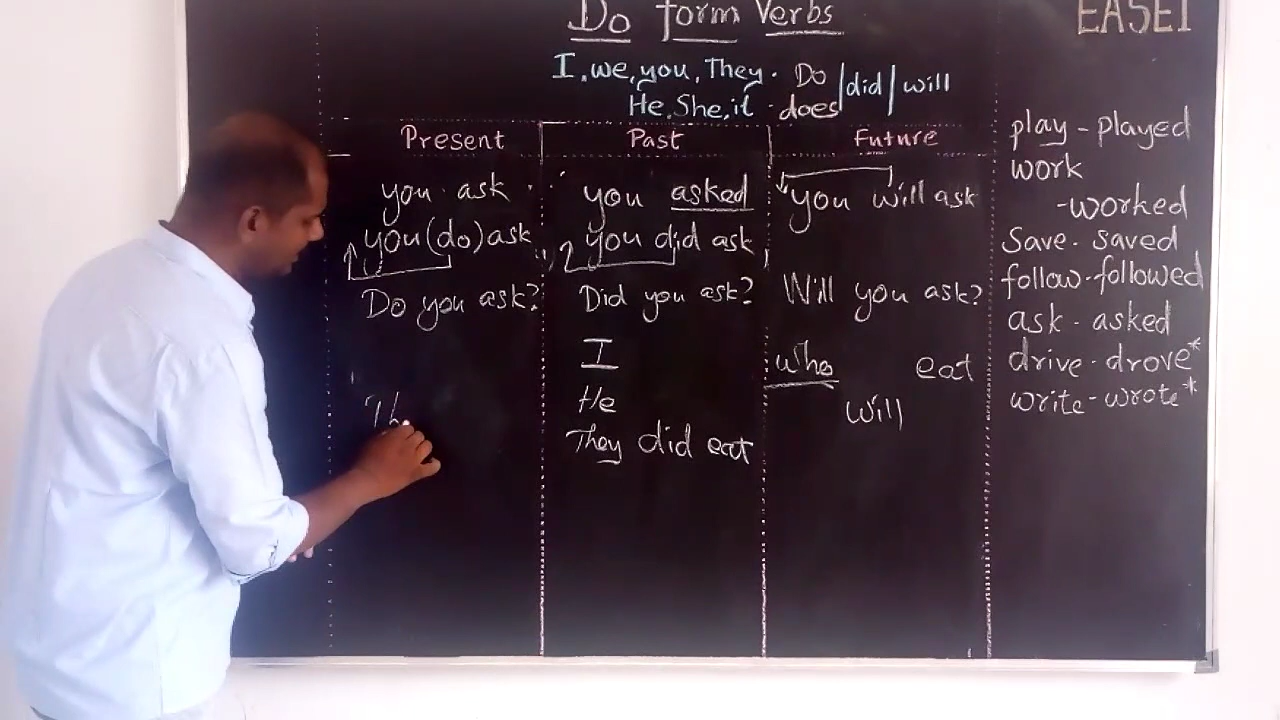 Do form Verbs
EASEI
I, we, you, They. Do /did/ will
He, She, it . does
Present
you ask
you (do) ask
Do you ask?
Th
Past
you asked
you did ask
Did you ask?
I
He
They did eat
Future
you will ask
Will you ask?
who eat
will
play - played
work
-worked
Save. saved
follow-followed
ask. asked
drive. drove*
write-wrote*